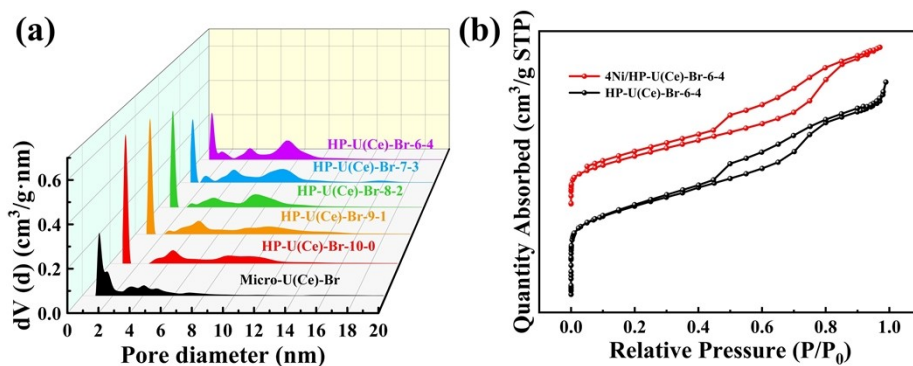 (a)
dV (d) (cm³/g·nm)
0.6
0.4
0.2
0.0
HP-U(Ce)-Br-6-4
HP-U(Ce)-Br-7-3
HP-U(Ce)-Br-8-2
HP-U(Ce)-Br-9-1
HP-U(Ce)-Br-10-0
Micro-U(Ce)-Br
0 2 4 6 8 10 12 14 16 18 20
Pore diameter (nm)
(b)
Quantity Absorbed (cm³/g STP)
4Ni/HP-U(Ce)-Br-6-4
HP-U(Ce)-Br-6-4
0.0 0.2 0.4 0.6 0.8 1.0
Relative Pressure (P/P₀)